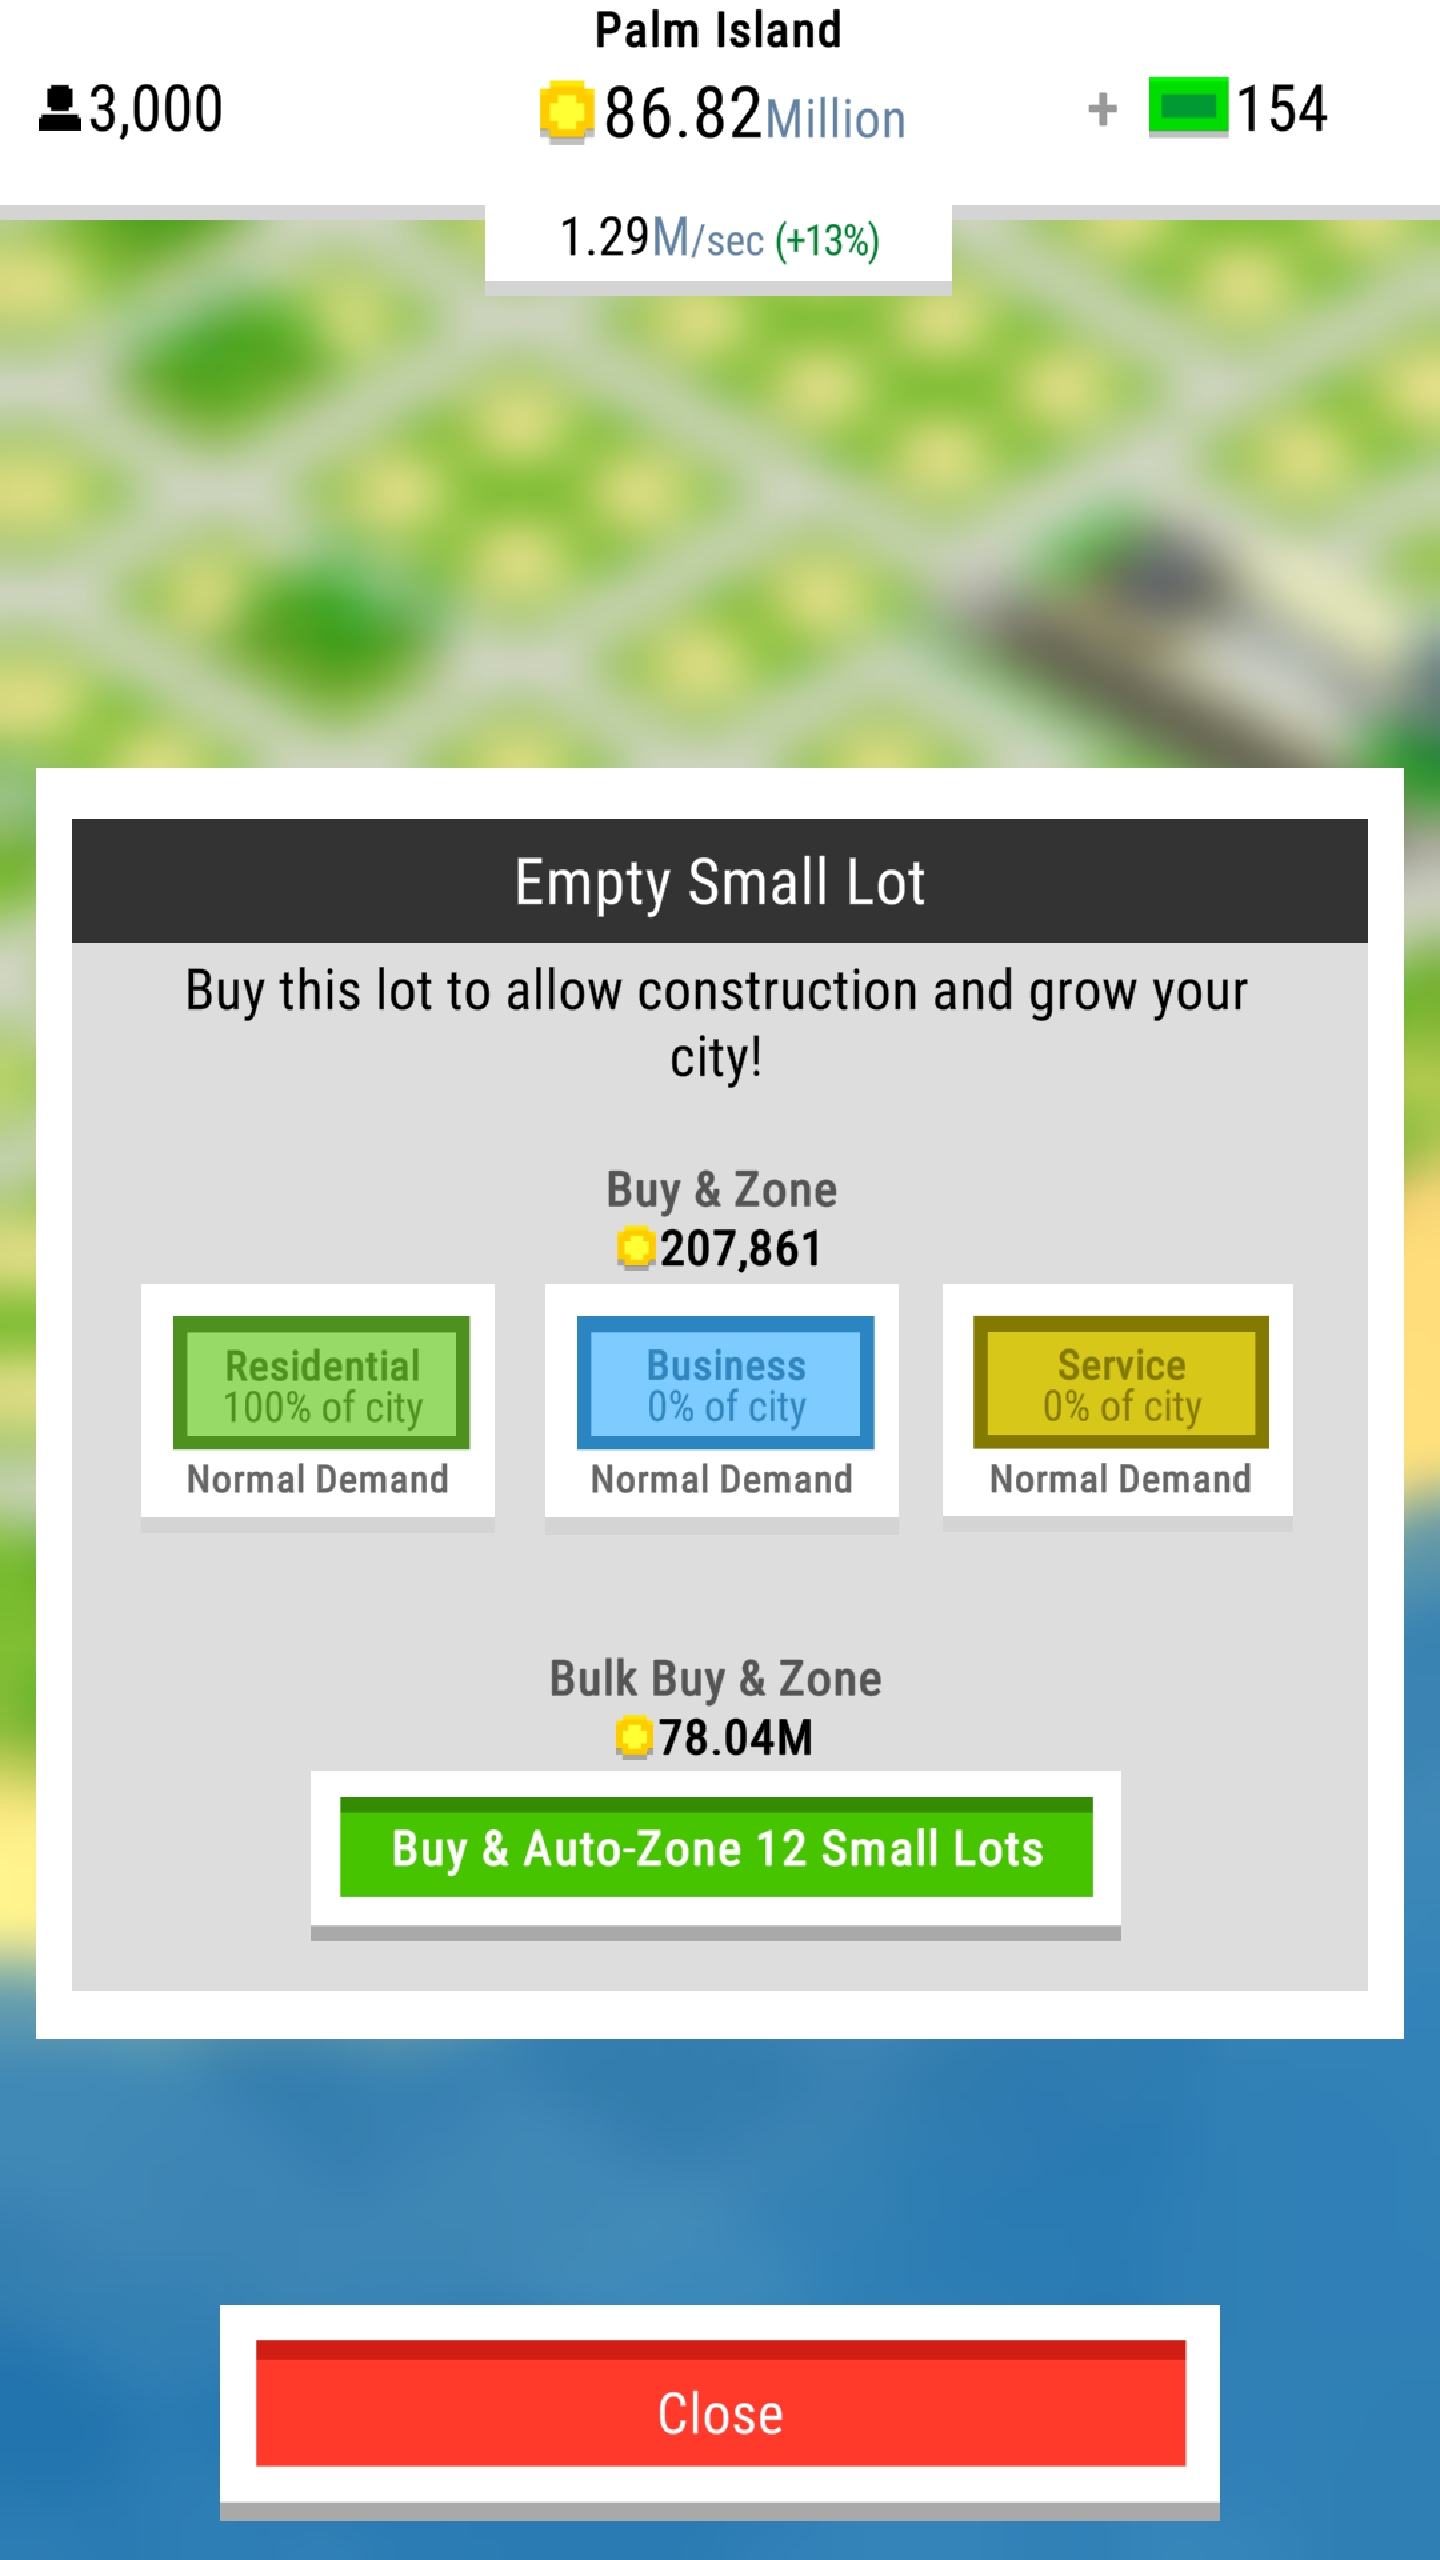 Palm Island
3,000
86.82Million
+ 154
1.29M/sec (+13%)
Empty Small Lot
Buy this lot to allow construction and grow your
city!
Buy & Zone
207,861
Residential
100% of city
Normal Demand
Business
0% of city
Normal Demand
Service
0% of city
Normal Demand
Bulk Buy & Zone
78.04M
Buy & Auto-Zone 12 Small Lots
Close